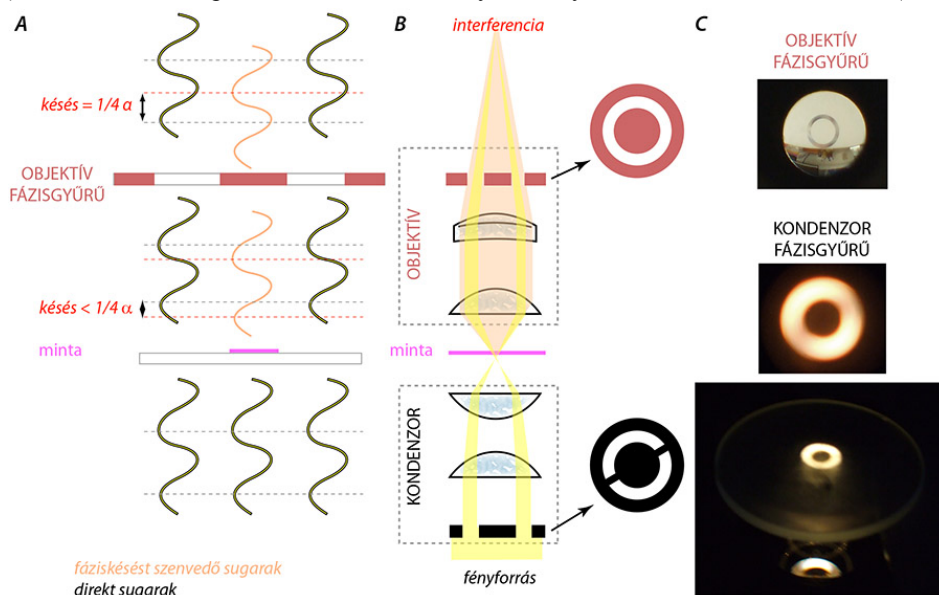 A
B
C
interferencia
OBJEKTÍV
FÁZISGYŰRŰ
késés = 1/4 α
OBJEKTÍV
FÁZISGYŰRŰ
OBJEKTÍV
KONDENZOR
FÁZISGYŰRŰ
késés < 1/4 α
minta
minta
KONDENZOR
fáziskésést szenvedő sugarak
direkt sugarak
fényforrás